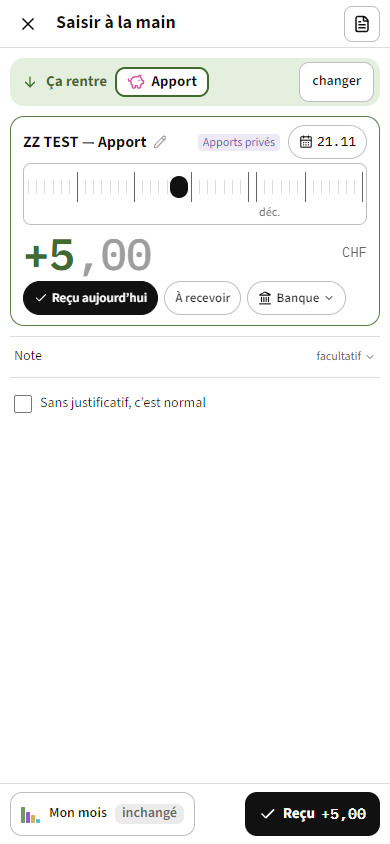 Saisir à la main
Ça rentre Apport changer
ZZ TEST — Apport Apports privés 21.11
déc.
+5,00 CHF
Reçu aujourd'hui À recevoir Banque
Note facultatif
Sans justificatif, c'est normal
Mon mois inchangé Reçu +5,00